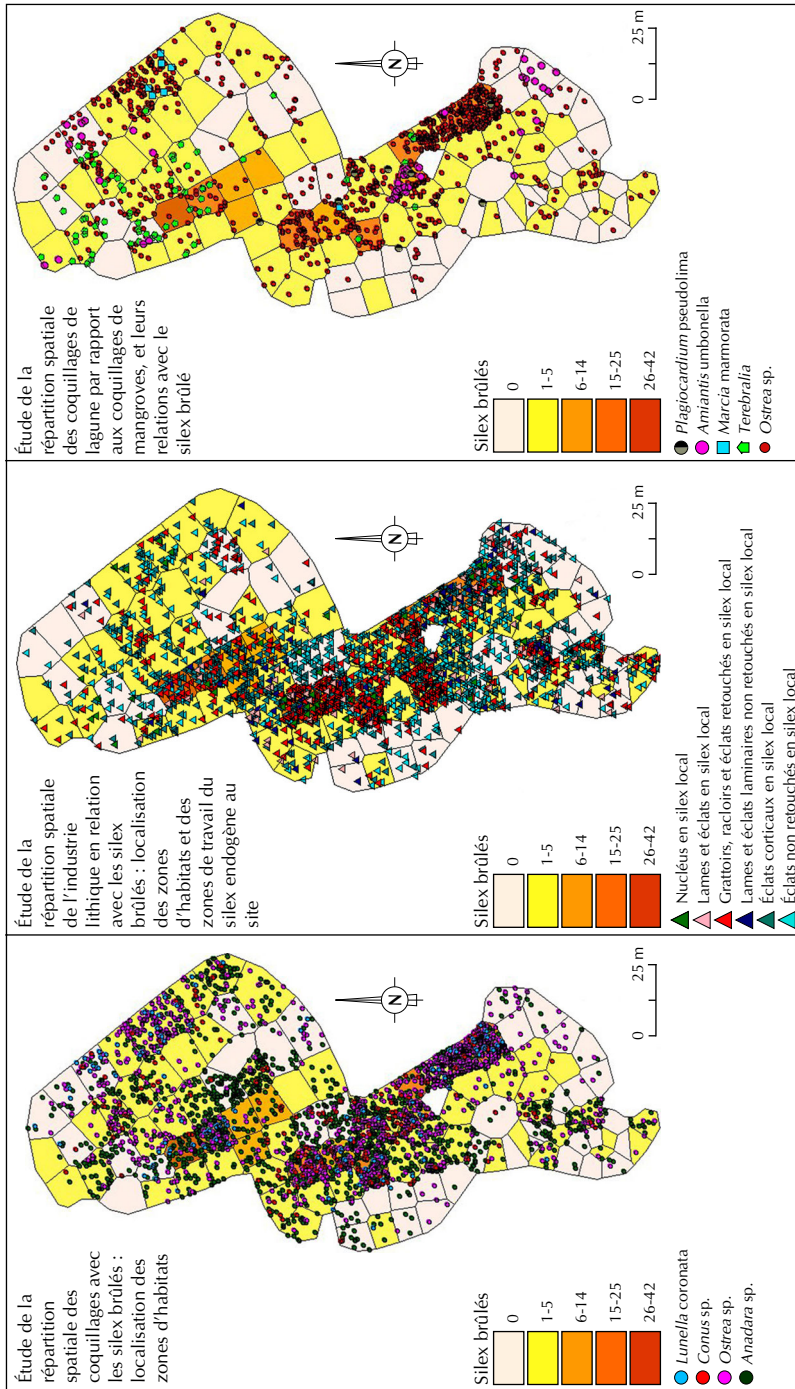 Étude de la
répartition
spatiale des
coquillages avec
les silex brûlés :
localisation des
zones d'habitats
N
Silex brûlés
0
1-5
6-14
15-25
26-42
0 25 m
Lunella coronata
Conus sp.
Ostrea sp.
Anadara sp.
Étude de la
répartition spatiale
de l'industrie
lithique en relation
avec les silex
brûlés : localisation
des zones
d'habitats et des
zones de travail du
silex endogène au
site
N
Silex brûlés
0
1-5
6-14
15-25
26-42
0 25 m
Nucléus en silex local
Lames et éclats en silex local
Grattoirs, racloirs et éclats retouchés en silex local
Lames et éclats laminaires non retouchés en silex local
Éclats corticaux en silex local
Éclats non retouchés en silex local
Étude de la
répartition spatiale
des coquillages de
lagune par rapport
aux coquillages de
mangroves, et leurs
relations avec le
silex brûlé
N
Silex brûlés
0
1-5
6-14
15-25
26-42
0 25 m
Plagiocardium pseudolima
Amiantis umbonella
Marcia marmorata
Terebralia
Ostrea sp.